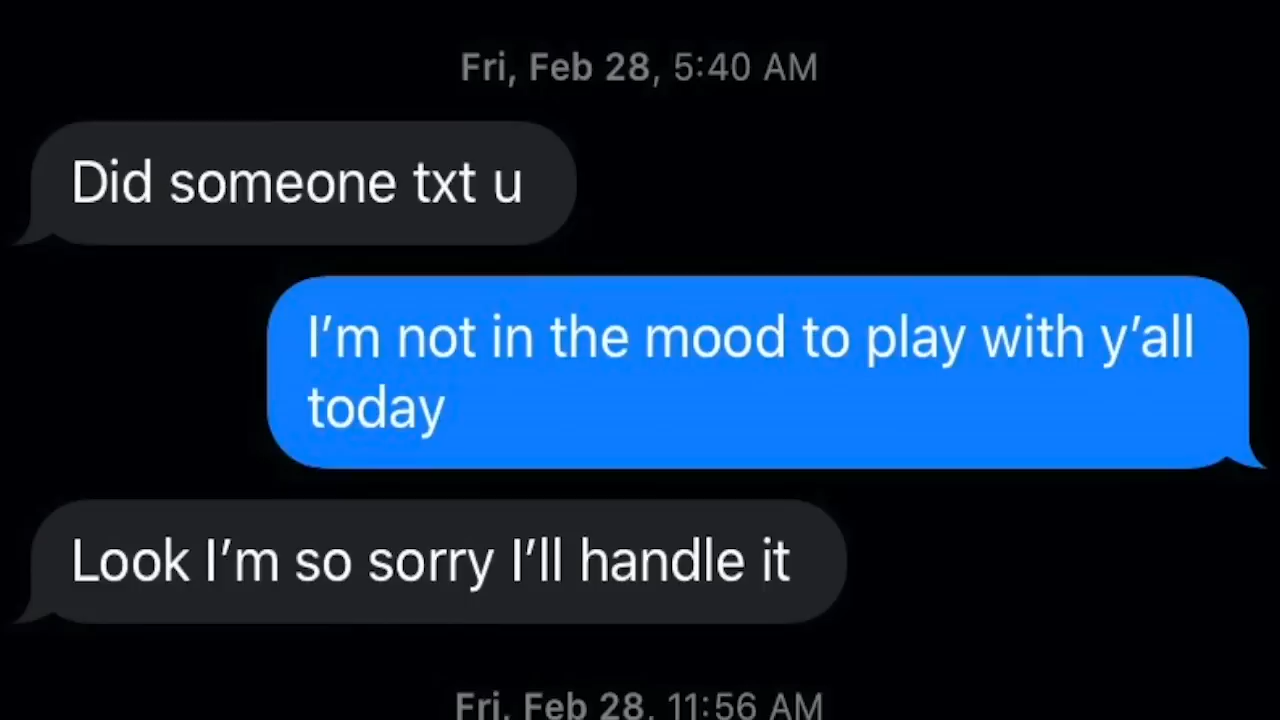 Fri, Feb 28, 5:40 AM
Did someone txt u
I’m not in the mood to play with y’all
today
Look I’m so sorry I’ll handle it
Fri, Feb 28, 11:56 AM